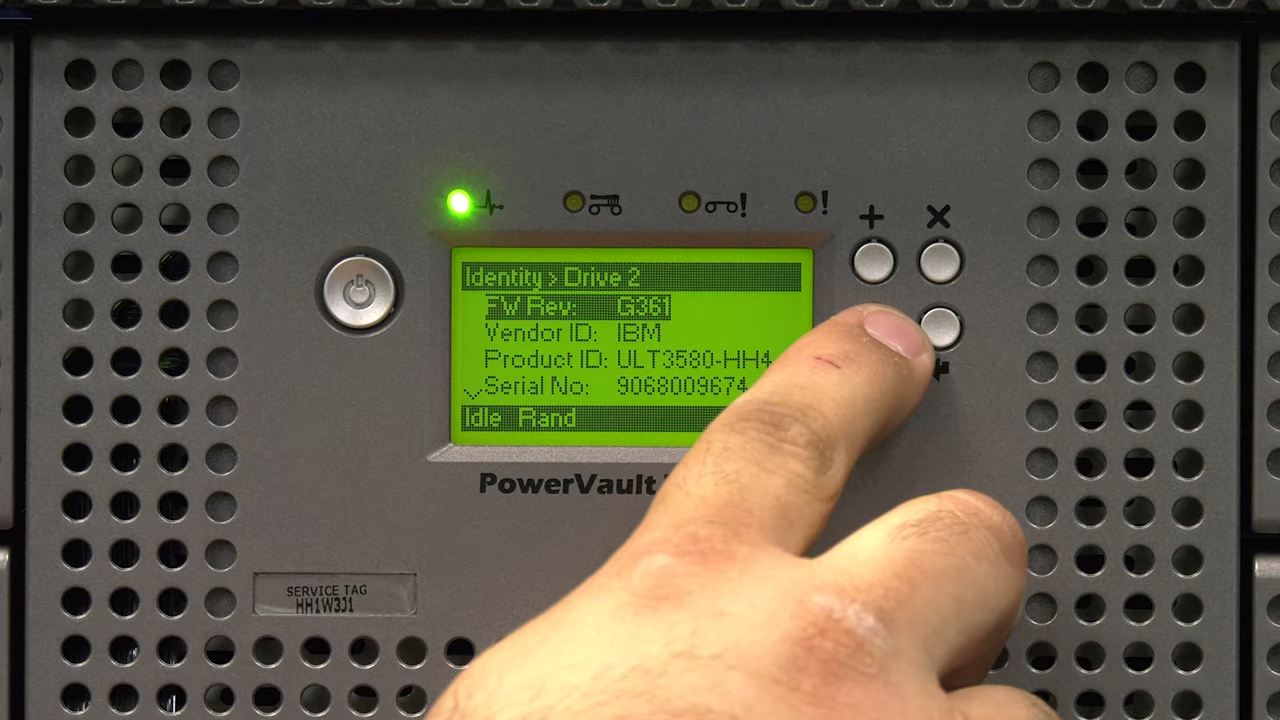 Identity > Drive 2
FW Rev: G361
Vendor ID: IBM
Product ID: ULT3580-HH4
Serial No: 9068009674
Idle Rand
PowerVault
SERVICE TAG
HH1W3J1